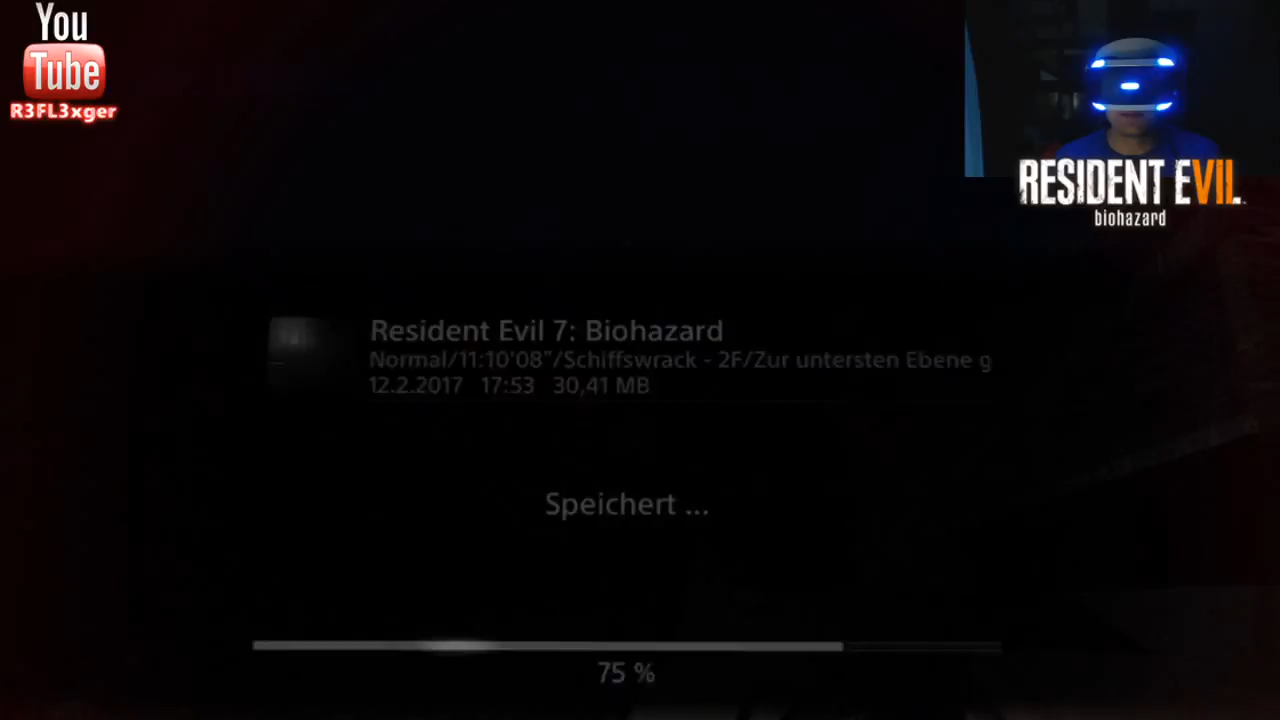 You
Tube
R3FL3xger
RESIDENT EVII.
biohazard
Resident Evil 7: Biohazard
Normal/11:10'08"/Schiffswrack - 2F/Zur untersten Ebene g
12.2.2017 17:53 30,41 MB
Speichert ...
75 %